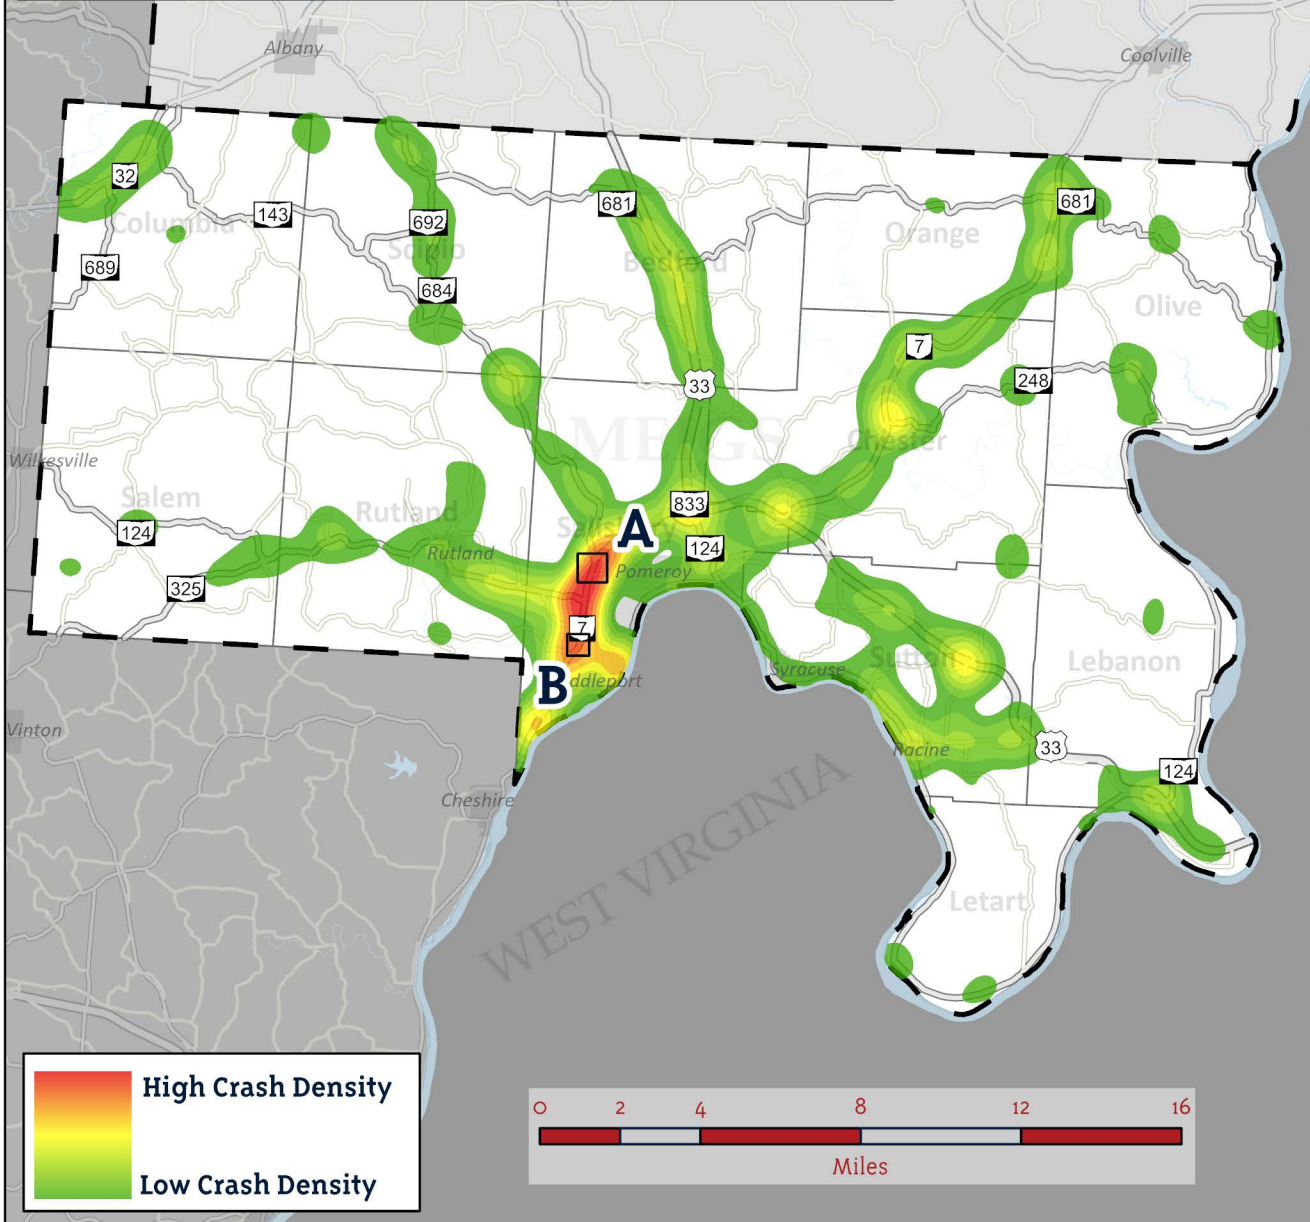 Albany
Coolville
32
Columbia
143
692
Scipio
681
Bedford
681
Orange
689
684
Olive
7
33
248
MEIGS
Chester
Wilkesville
Salem
Rutland
124
833
A
Salisbury
124
Rutland
Pomeroy
325
7
B
ddleport
Syracuse
Sutton
Lebanon
Vinton
Racine
33
124
Cheshire
WEST VIRGINIA
Letart
High Crash Density
Low Crash Density
0 2 4 8 12 16
Miles